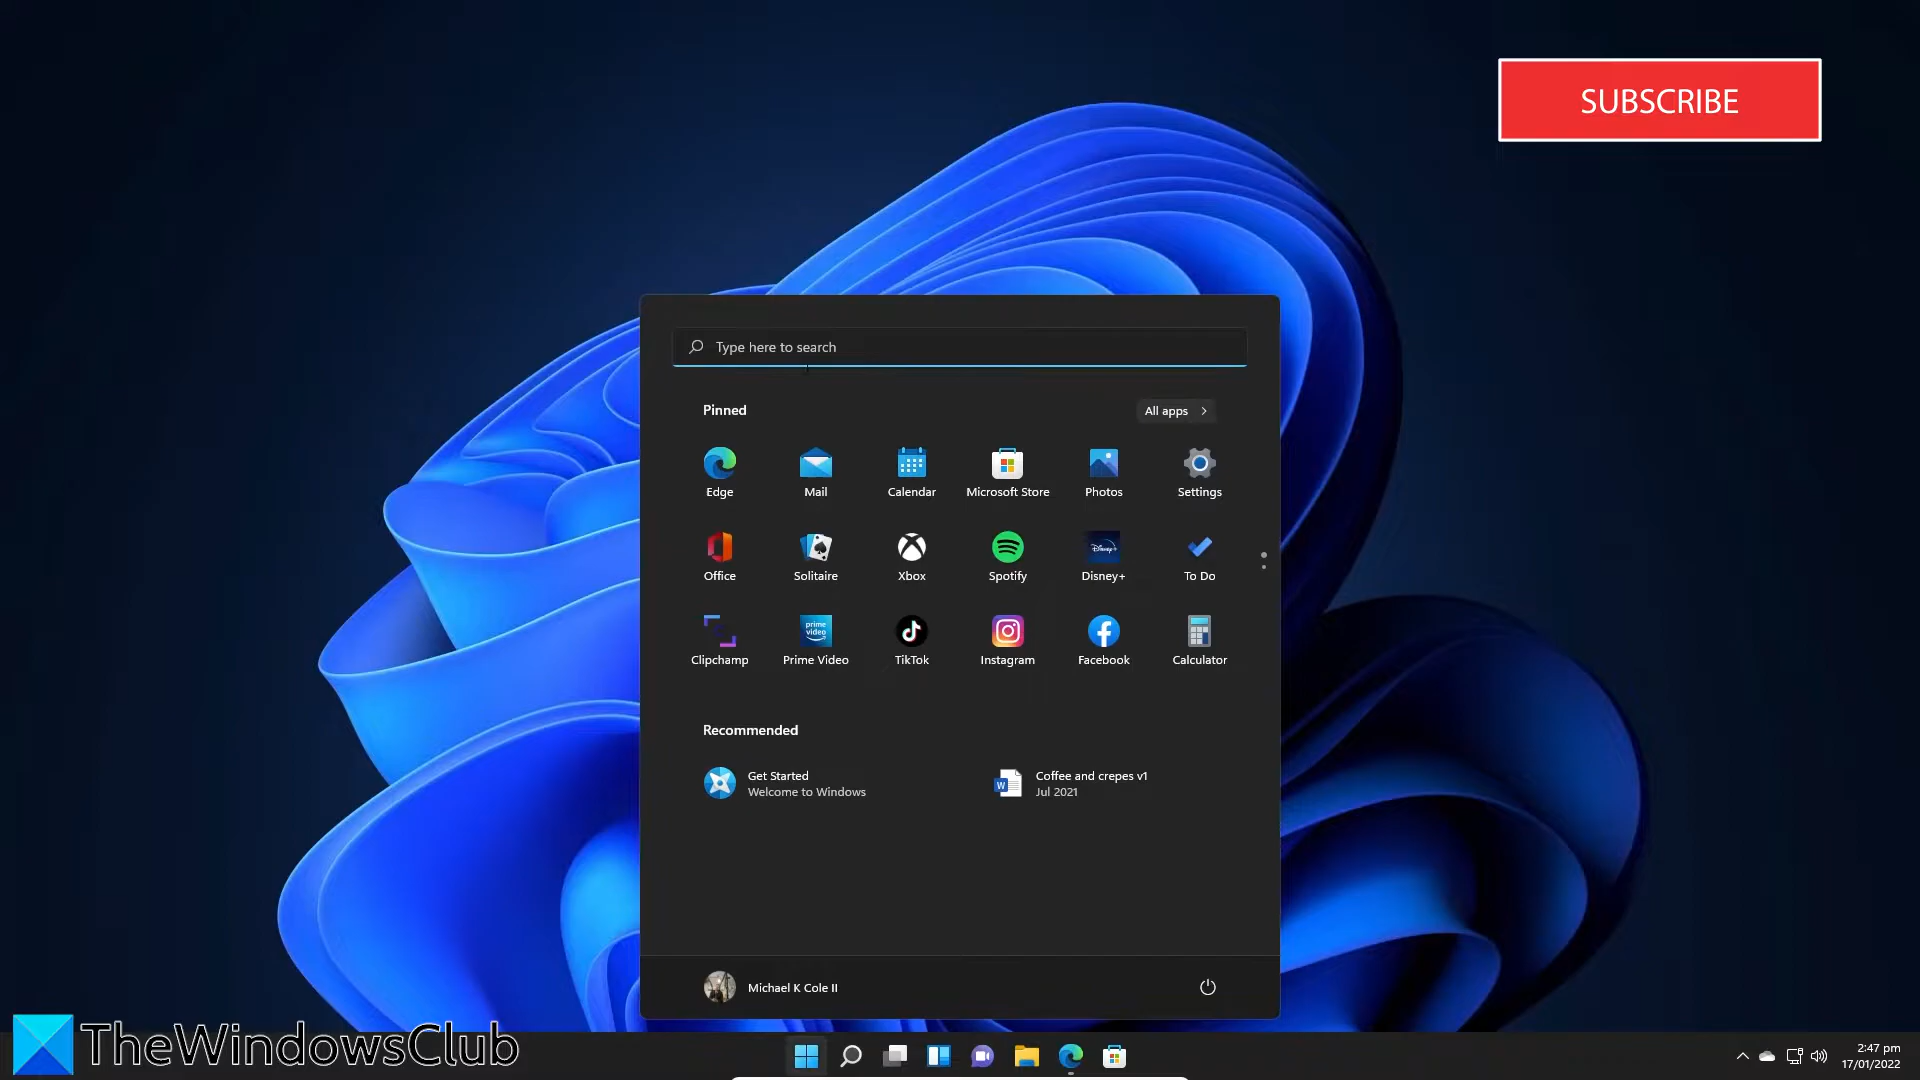 SUBSCRIBE
Type here to search
Pinned
All apps
Edge
Mail
Calendar
Microsoft Store
Photos
Settings
Office
Solitaire
Xbox
Spotify
Disney+
To Do
Clipchamp
prime video
Prime Video
TikTok
Instagram
Facebook
Calculator
Recommended
Get Started
Welcome to Windows
Coffee and crepes v1
Jul 2021
Michael K Cole II
TheWindowsClub
2:47 pm
17/01/2022